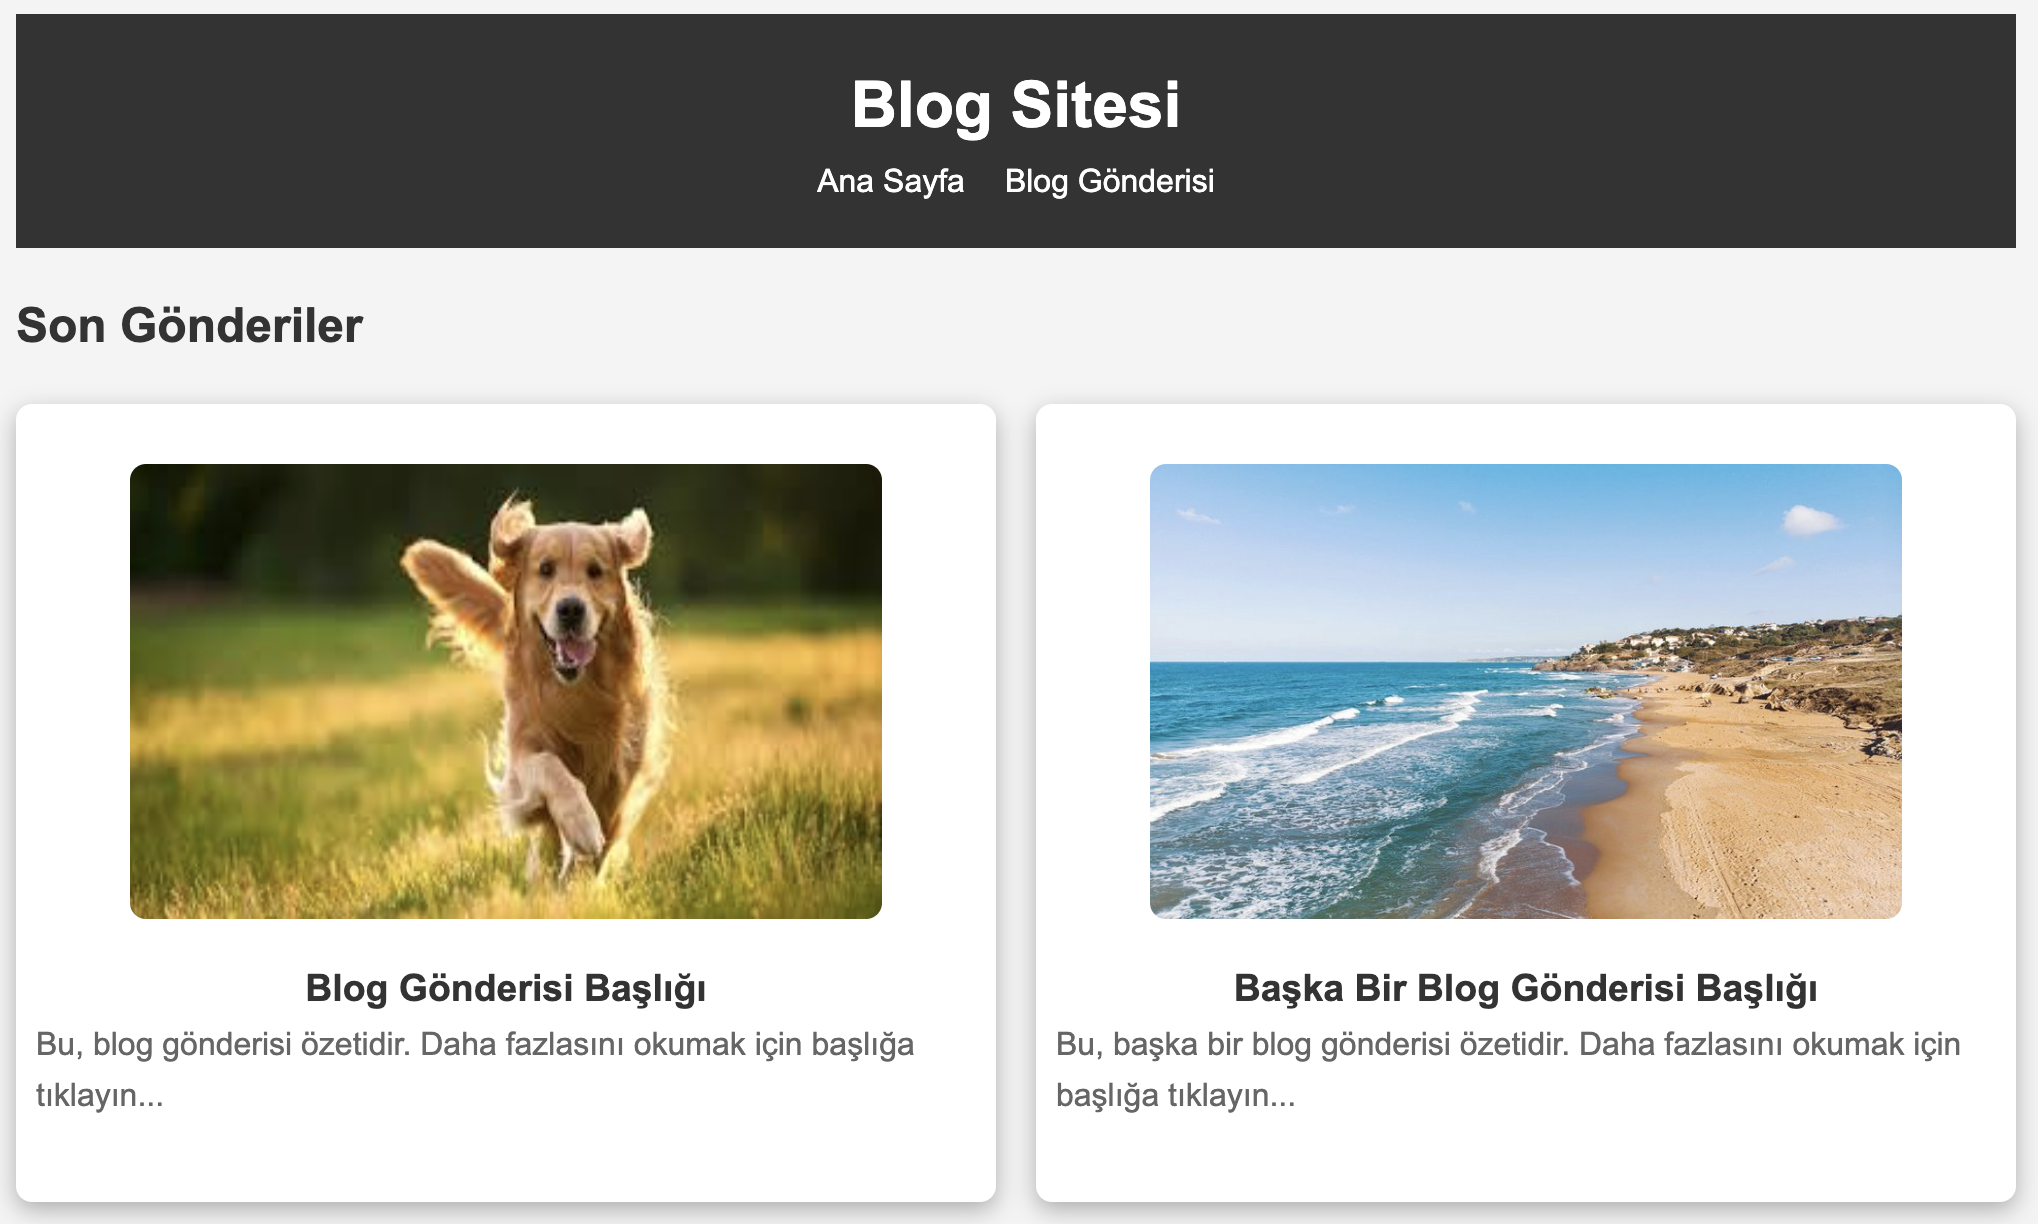 Blog Sitesi
Ana Sayfa Blog Gönderisi
Son Gönderiler
Blog Gönderisi Başlığı
Bu, blog gönderisi özetidir. Daha fazlasını okumak için başlığa
tıklayın...
Başka Bir Blog Gönderisi Başlığı
Bu, başka bir blog gönderisi özetidir. Daha fazlasını okumak için
başlığa tıklayın...